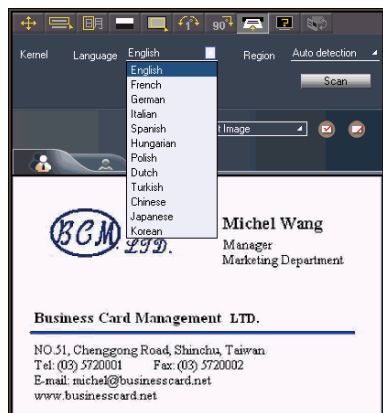 90°
Kernel Language English Region Auto detection
English
French
German
Italian
Spanish
Hungarian
Polish
Dutch
Turkish
Chinese
Japanese
Korean
Scan
t Image
BCM
LTD.
Michel Wang
Manager
Marketing Department
Business Card Management LTD.
NO.51, Chenggong Road, Shinchu, Taiwan
Tel: (03) 5720001 Fax: (03) 5720002
E-mail: michel@businesscard.net
www.businesscard.net